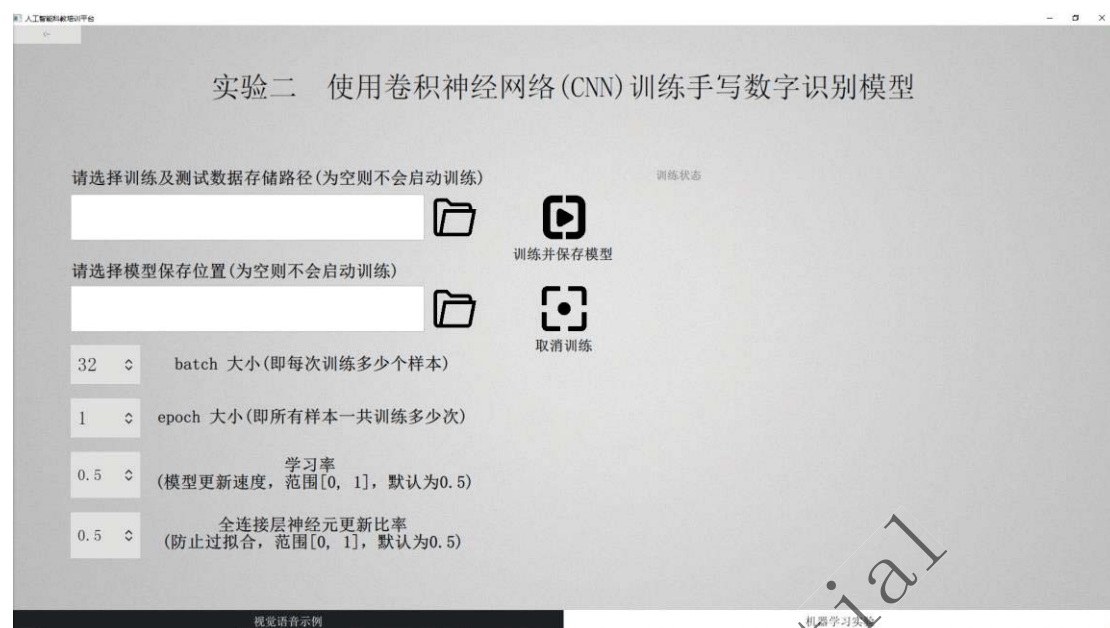 人工智能科教培训平台
实验二 使用卷积神经网络(CNN)训练手写数字识别模型
请选择训练及测试数据存储路径(为空则不会启动训练)
训练状态
训练并保存模型
请选择模型保存位置(为空则不会启动训练)
取消训练
32
batch 大小(即每次训练多少个样本)
1
epoch 大小(即所有样本一共训练多少次)
0.5
学习率
(模型更新速度, 范围[0, 1], 默认为0.5)
0.5
全连接层神经元更新比率
(防止过拟合, 范围[0, 1], 默认为0.5)
视觉语音示例
机器学习实验
ial